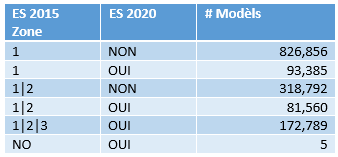 ES 2015 Zone ES 2020 # Modèls
1 NON 826,856
1 OUI 93,385
1|2 NON 318,792
1|2 OUI 81,560
1|2|3 OUI 172,789
NO OUI 5